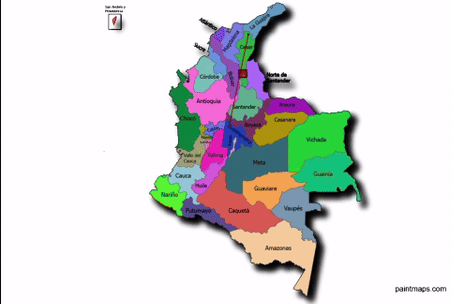 San Andrés y
Providencia
Atlántico
La Guajira
Magdalena
Cesar
Sucre
Córdoba
Bolívar
Norte de
Santander
Antioquia
Santander
Arauca
Chocó
Boyacá
Casanare
Caldas
Vichada
Valle del
Cauca
Tolima
Meta
Guainía
Cauca
Huila
Guaviare
Nariño
Putumayo
Caquetá
Vaupés
Amazonas
paintmaps.com